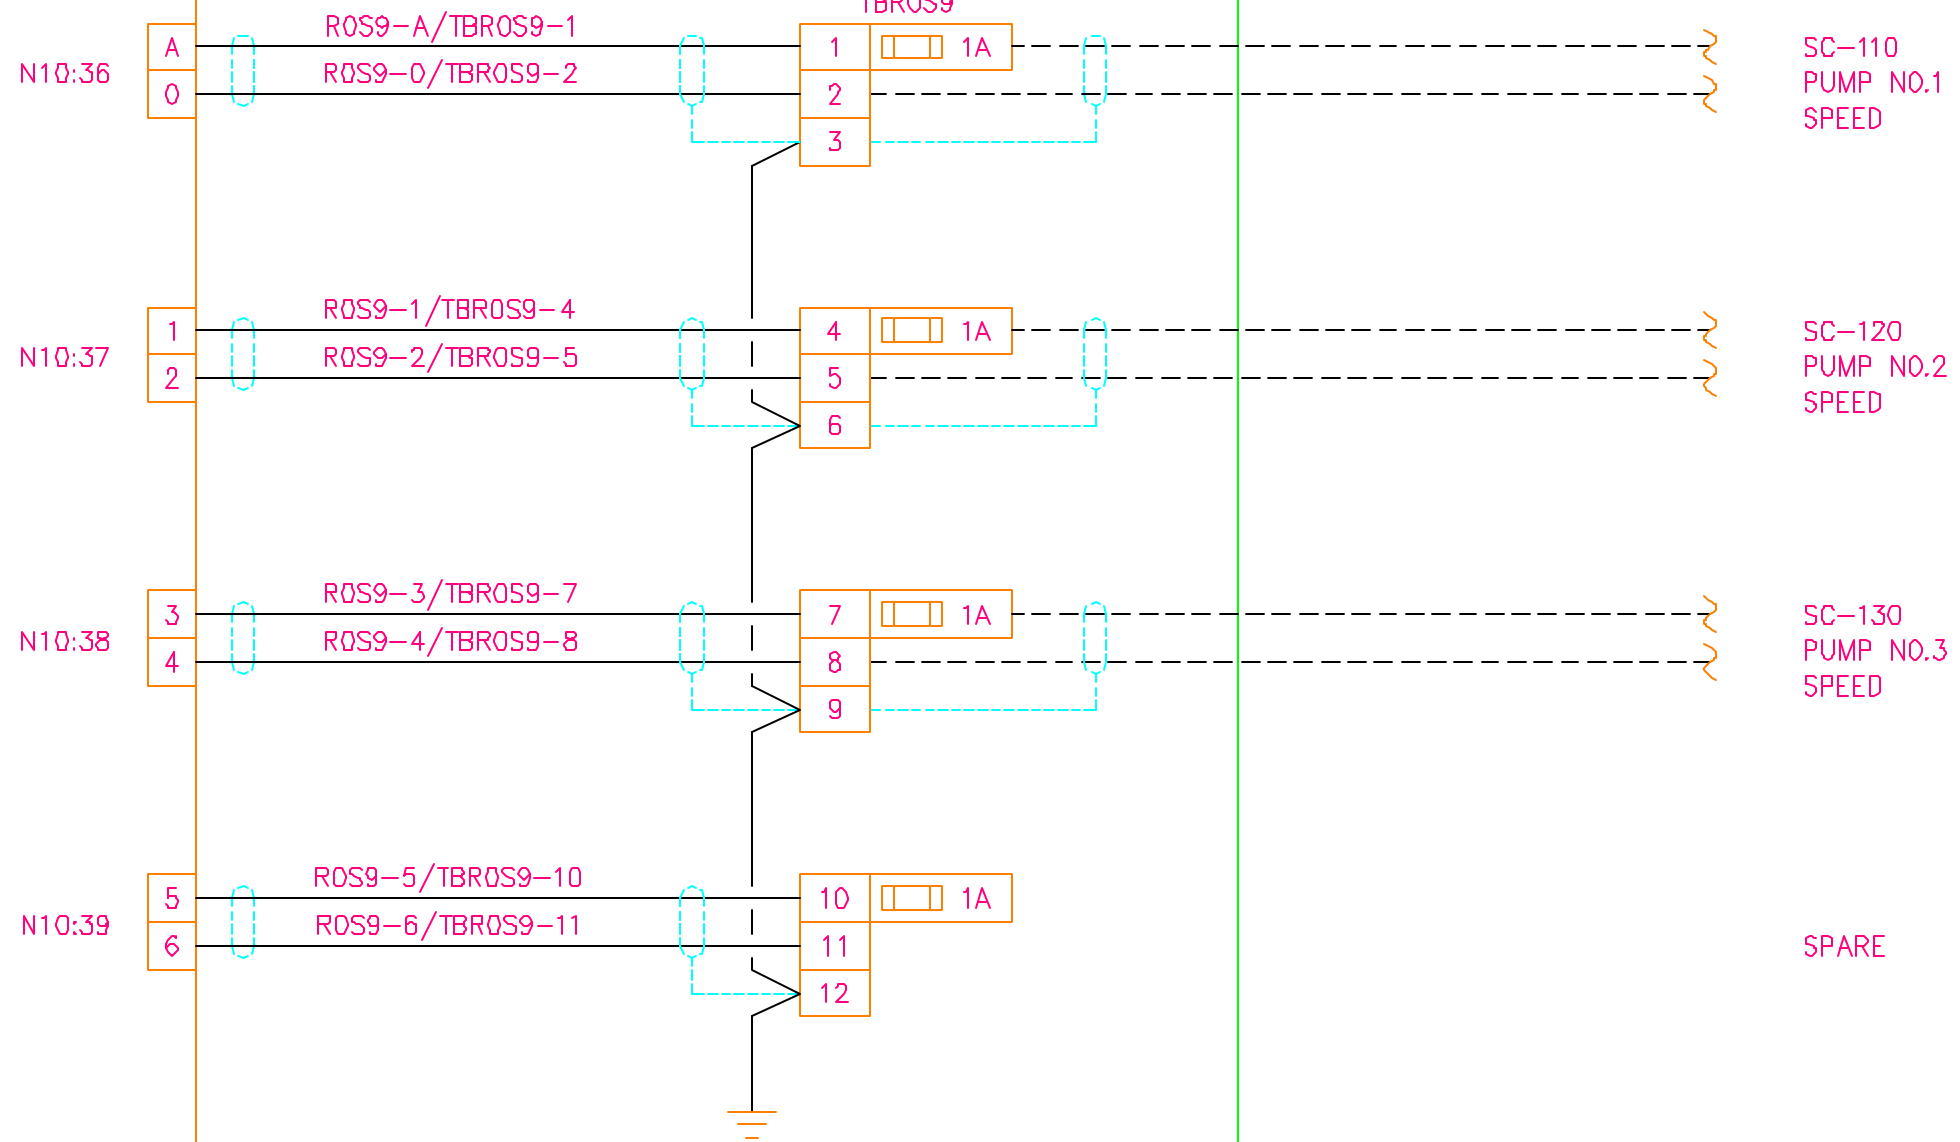 TBROS9
N10:36
A
0
ROS9-A/TBROS9-1
ROS9-0/TBROS9-2
1
1A
2
3
SC-110
PUMP NO.1
SPEED
N10:37
1
2
ROS9-1/TBROS9-4
ROS9-2/TBROS9-5
4
1A
5
6
SC-120
PUMP NO.2
SPEED
N10:38
3
4
ROS9-3/TBROS9-7
ROS9-4/TBROS9-8
7
1A
8
9
SC-130
PUMP NO.3
SPEED
N10:39
5
6
ROS9-5/TBROS9-10
ROS9-6/TBROS9-11
10
1A
11
12
SPARE